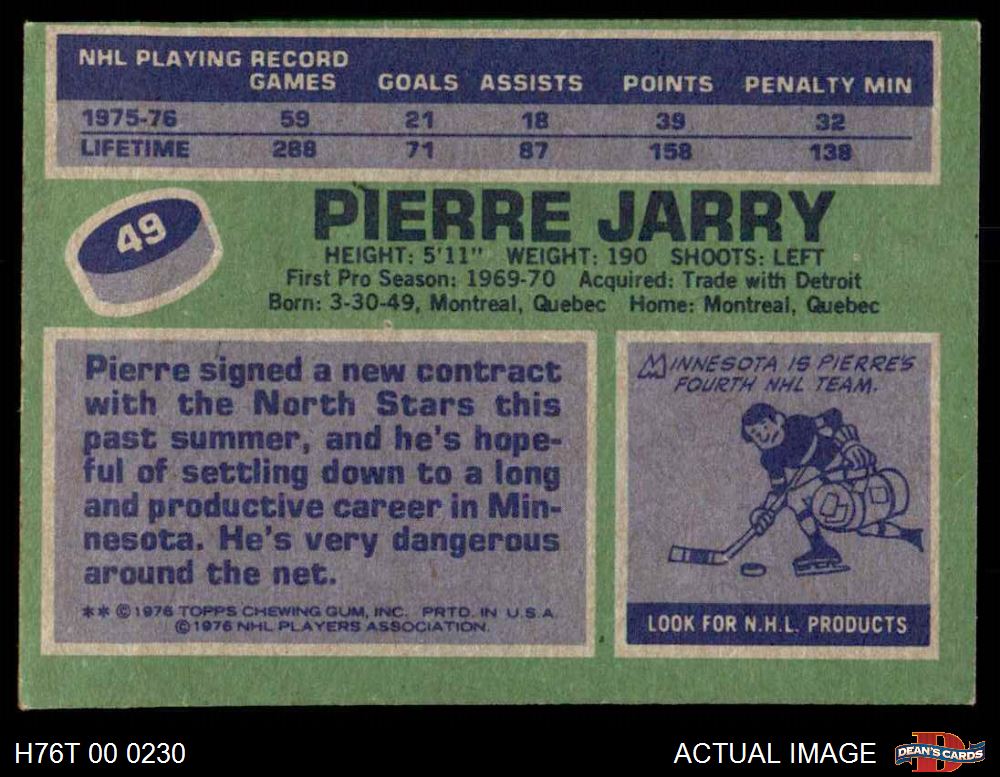 NHL PLAYING RECORD
GAMES GOALS ASSISTS POINTS PENALTY MIN
1975-76 59 21 18 39 32
LIFETIME 288 71 87 158 138
49
PIERRE JARRY
HEIGHT: 5'11" WEIGHT: 190 SHOOTS: LEFT
First Pro Season: 1969-70 Acquired: Trade with Detroit
Born: 3-30-49, Montreal, Quebec Home: Montreal, Quebec
Pierre signed a new contract
with the North Stars this
past summer, and he's hope-
ful of settling down to a long
and productive career in Min-
nesota. He's very dangerous
around the net.
** © 1976 TOPPS CHEWING GUM, INC. PRTD. IN U.S.A.
© 1976 NHL PLAYERS ASSOCIATION.
MINNESOTA IS PIERRE'S
FOURTH NHL TEAM.
LOOK FOR N.H.L. PRODUCTS
H76T 00 0230
ACTUAL IMAGE
D
DEAN'S CARDS